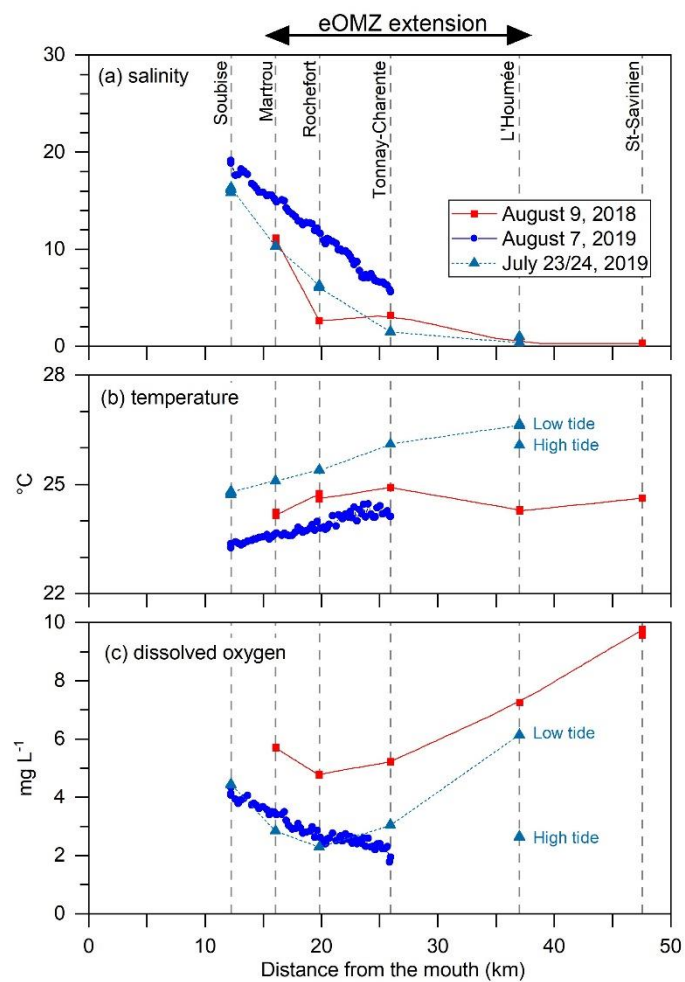 eOMZ extension
30
(a) salinity
Soubise
Martrou
Rochefort
Tonnay-Charente
L'Houmée
St-Savinien
20
August 9, 2018
August 7, 2019
July 23/24, 2019
10
0
28
(b) temperature
Low tide
High tide
25
°C
22
10
(c) dissolved oxygen
8
6
Low tide
mg L⁻¹
4
High tide
2
0
0 10 20 30 40 50
Distance from the mouth (km)